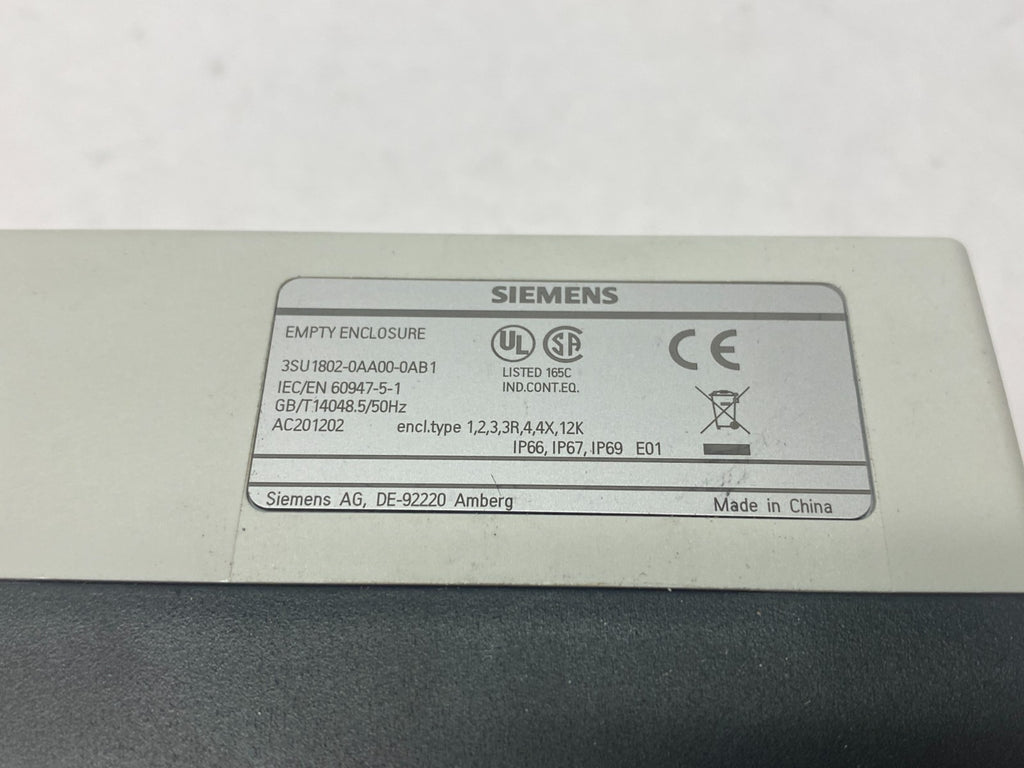 SIEMENS
EMPTY ENCLOSURE
3SU1802-0AA00-0AB1
IEC/EN 60947-5-1
GB/T14048.5/50Hz
AC201202
encl.type 1,2,3,3R,4,4X,12K
IP66, IP67, IP69 E01
UL SA
LISTED 165C
IND.CONT.EQ.
CE
Siemens AG, DE-92220 Amberg
Made in China